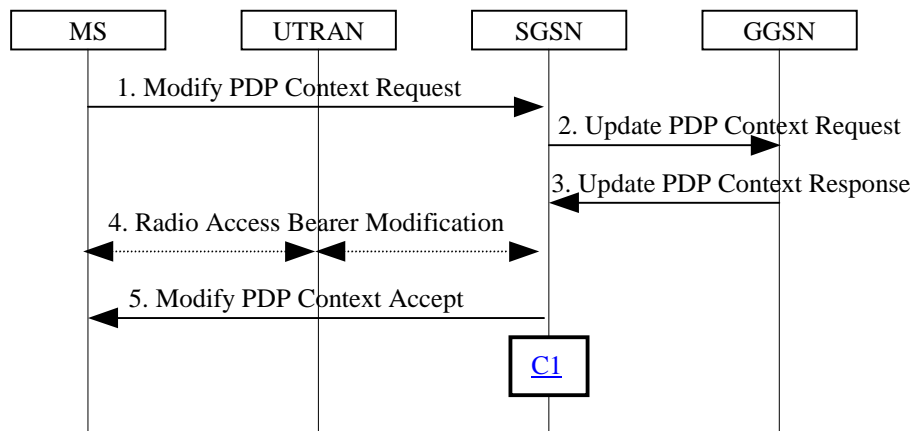 MS
UTRAN
SGSN
GGSN
1. Modify PDP Context Request
2. Update PDP Context Request
3. Update PDP Context Response
4. Radio Access Bearer Modification
5. Modify PDP Context Accept
C1